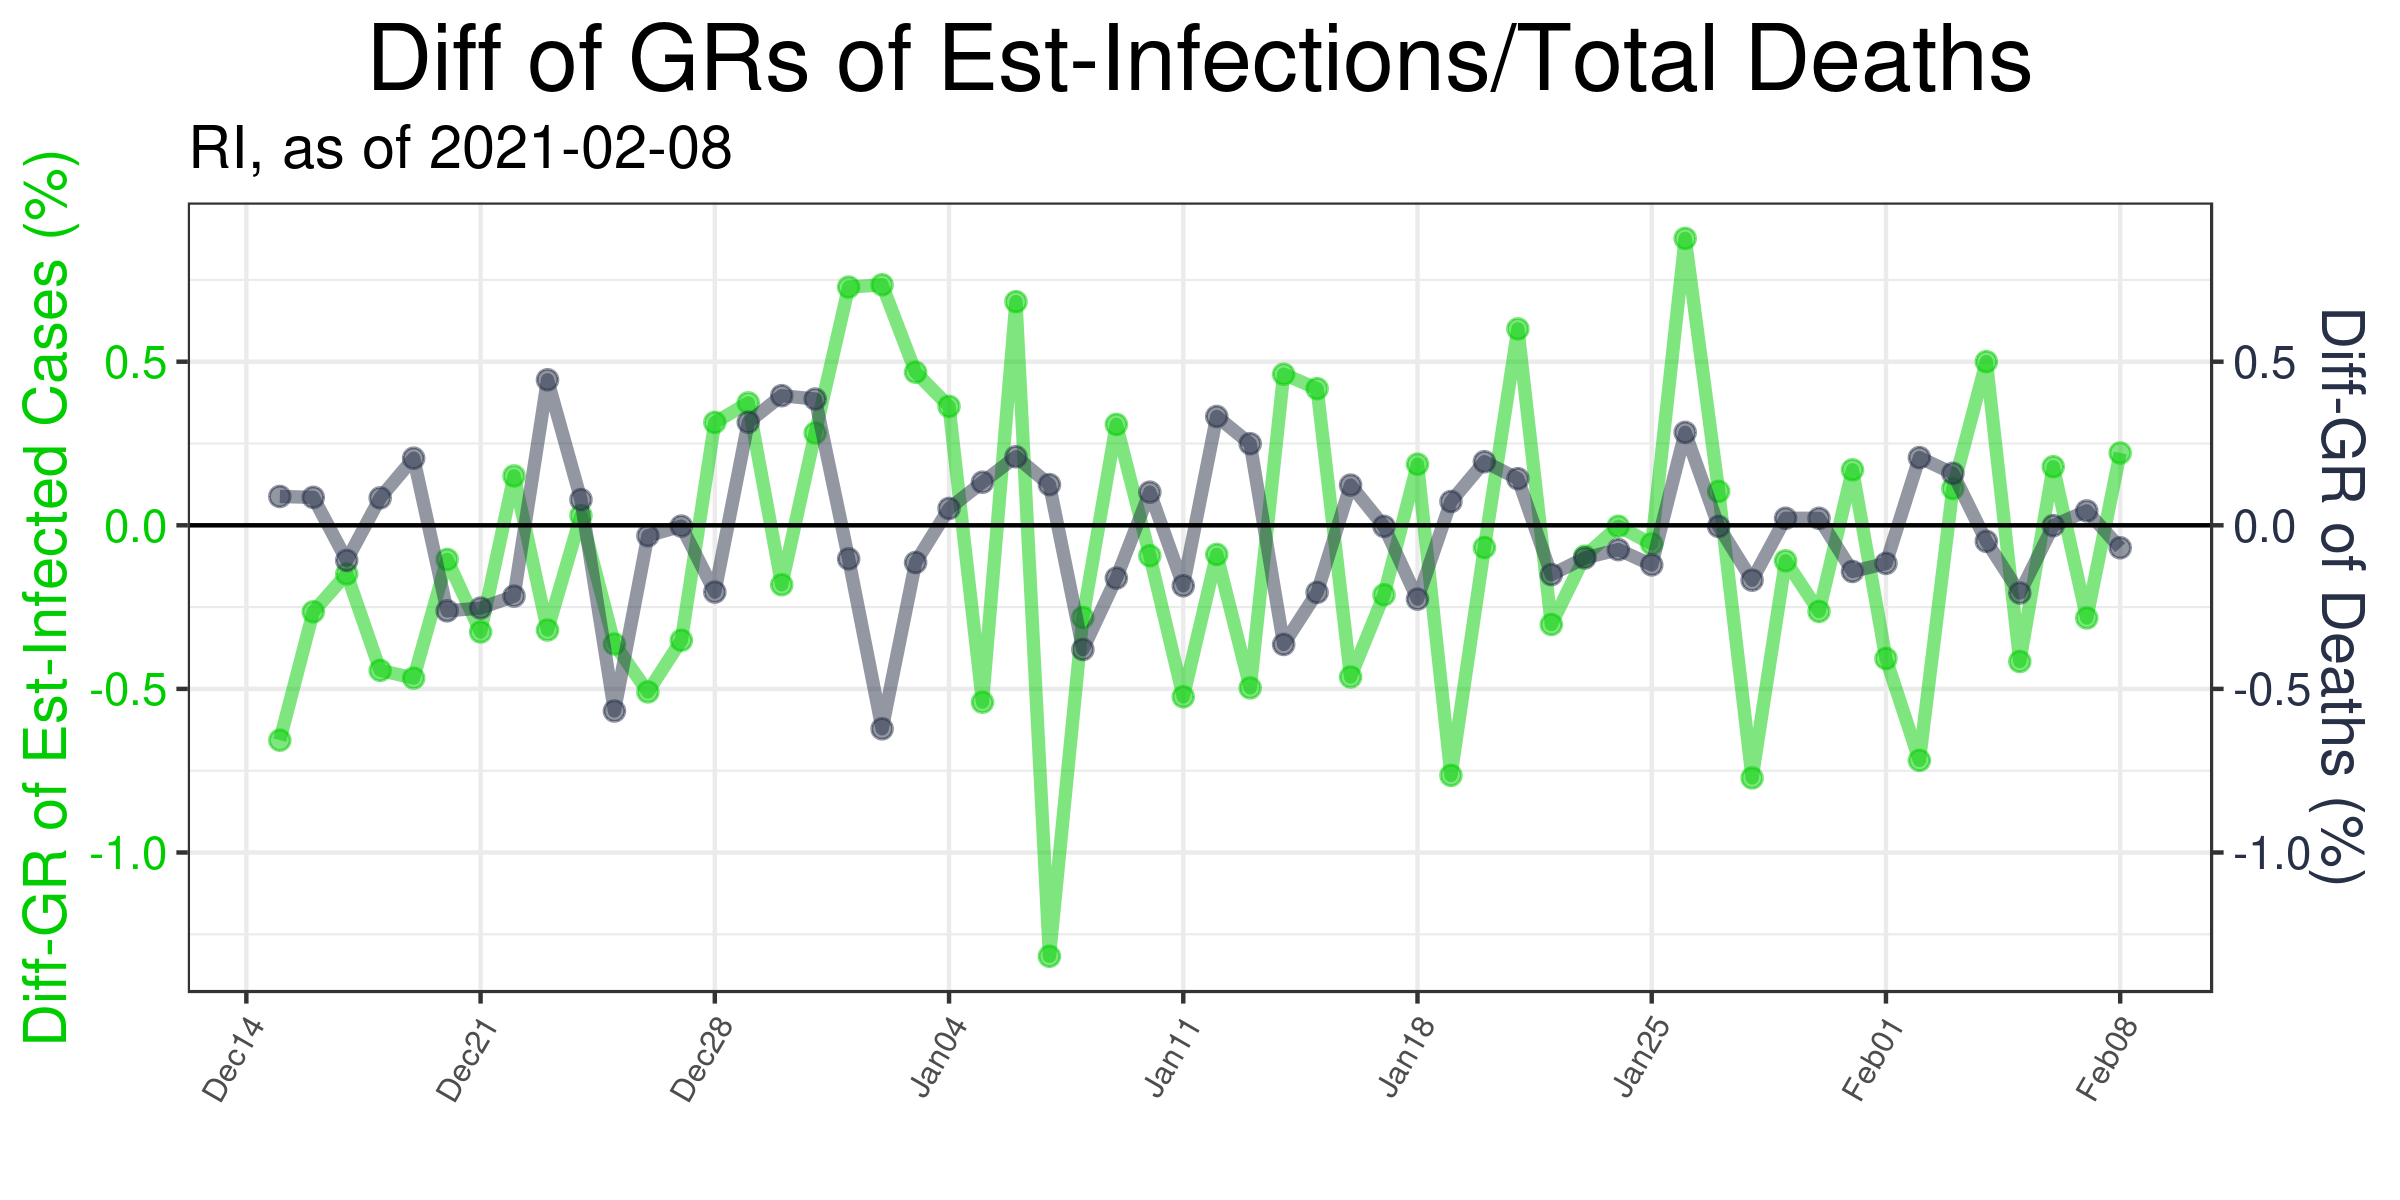 Diff of GRs of Est-Infections/Total Deaths
RI, as of 2021-02-08
Diff-GR of Est-Infected Cases (%)
0.5
0.0
-0.5
-1.0
0.5
0.0
-0.5
-1.0
Diff-GR of Deaths (%)
Dec14
Dec21
Dec28
Jan04
Jan11
Jan18
Jan25
Feb01
Feb08